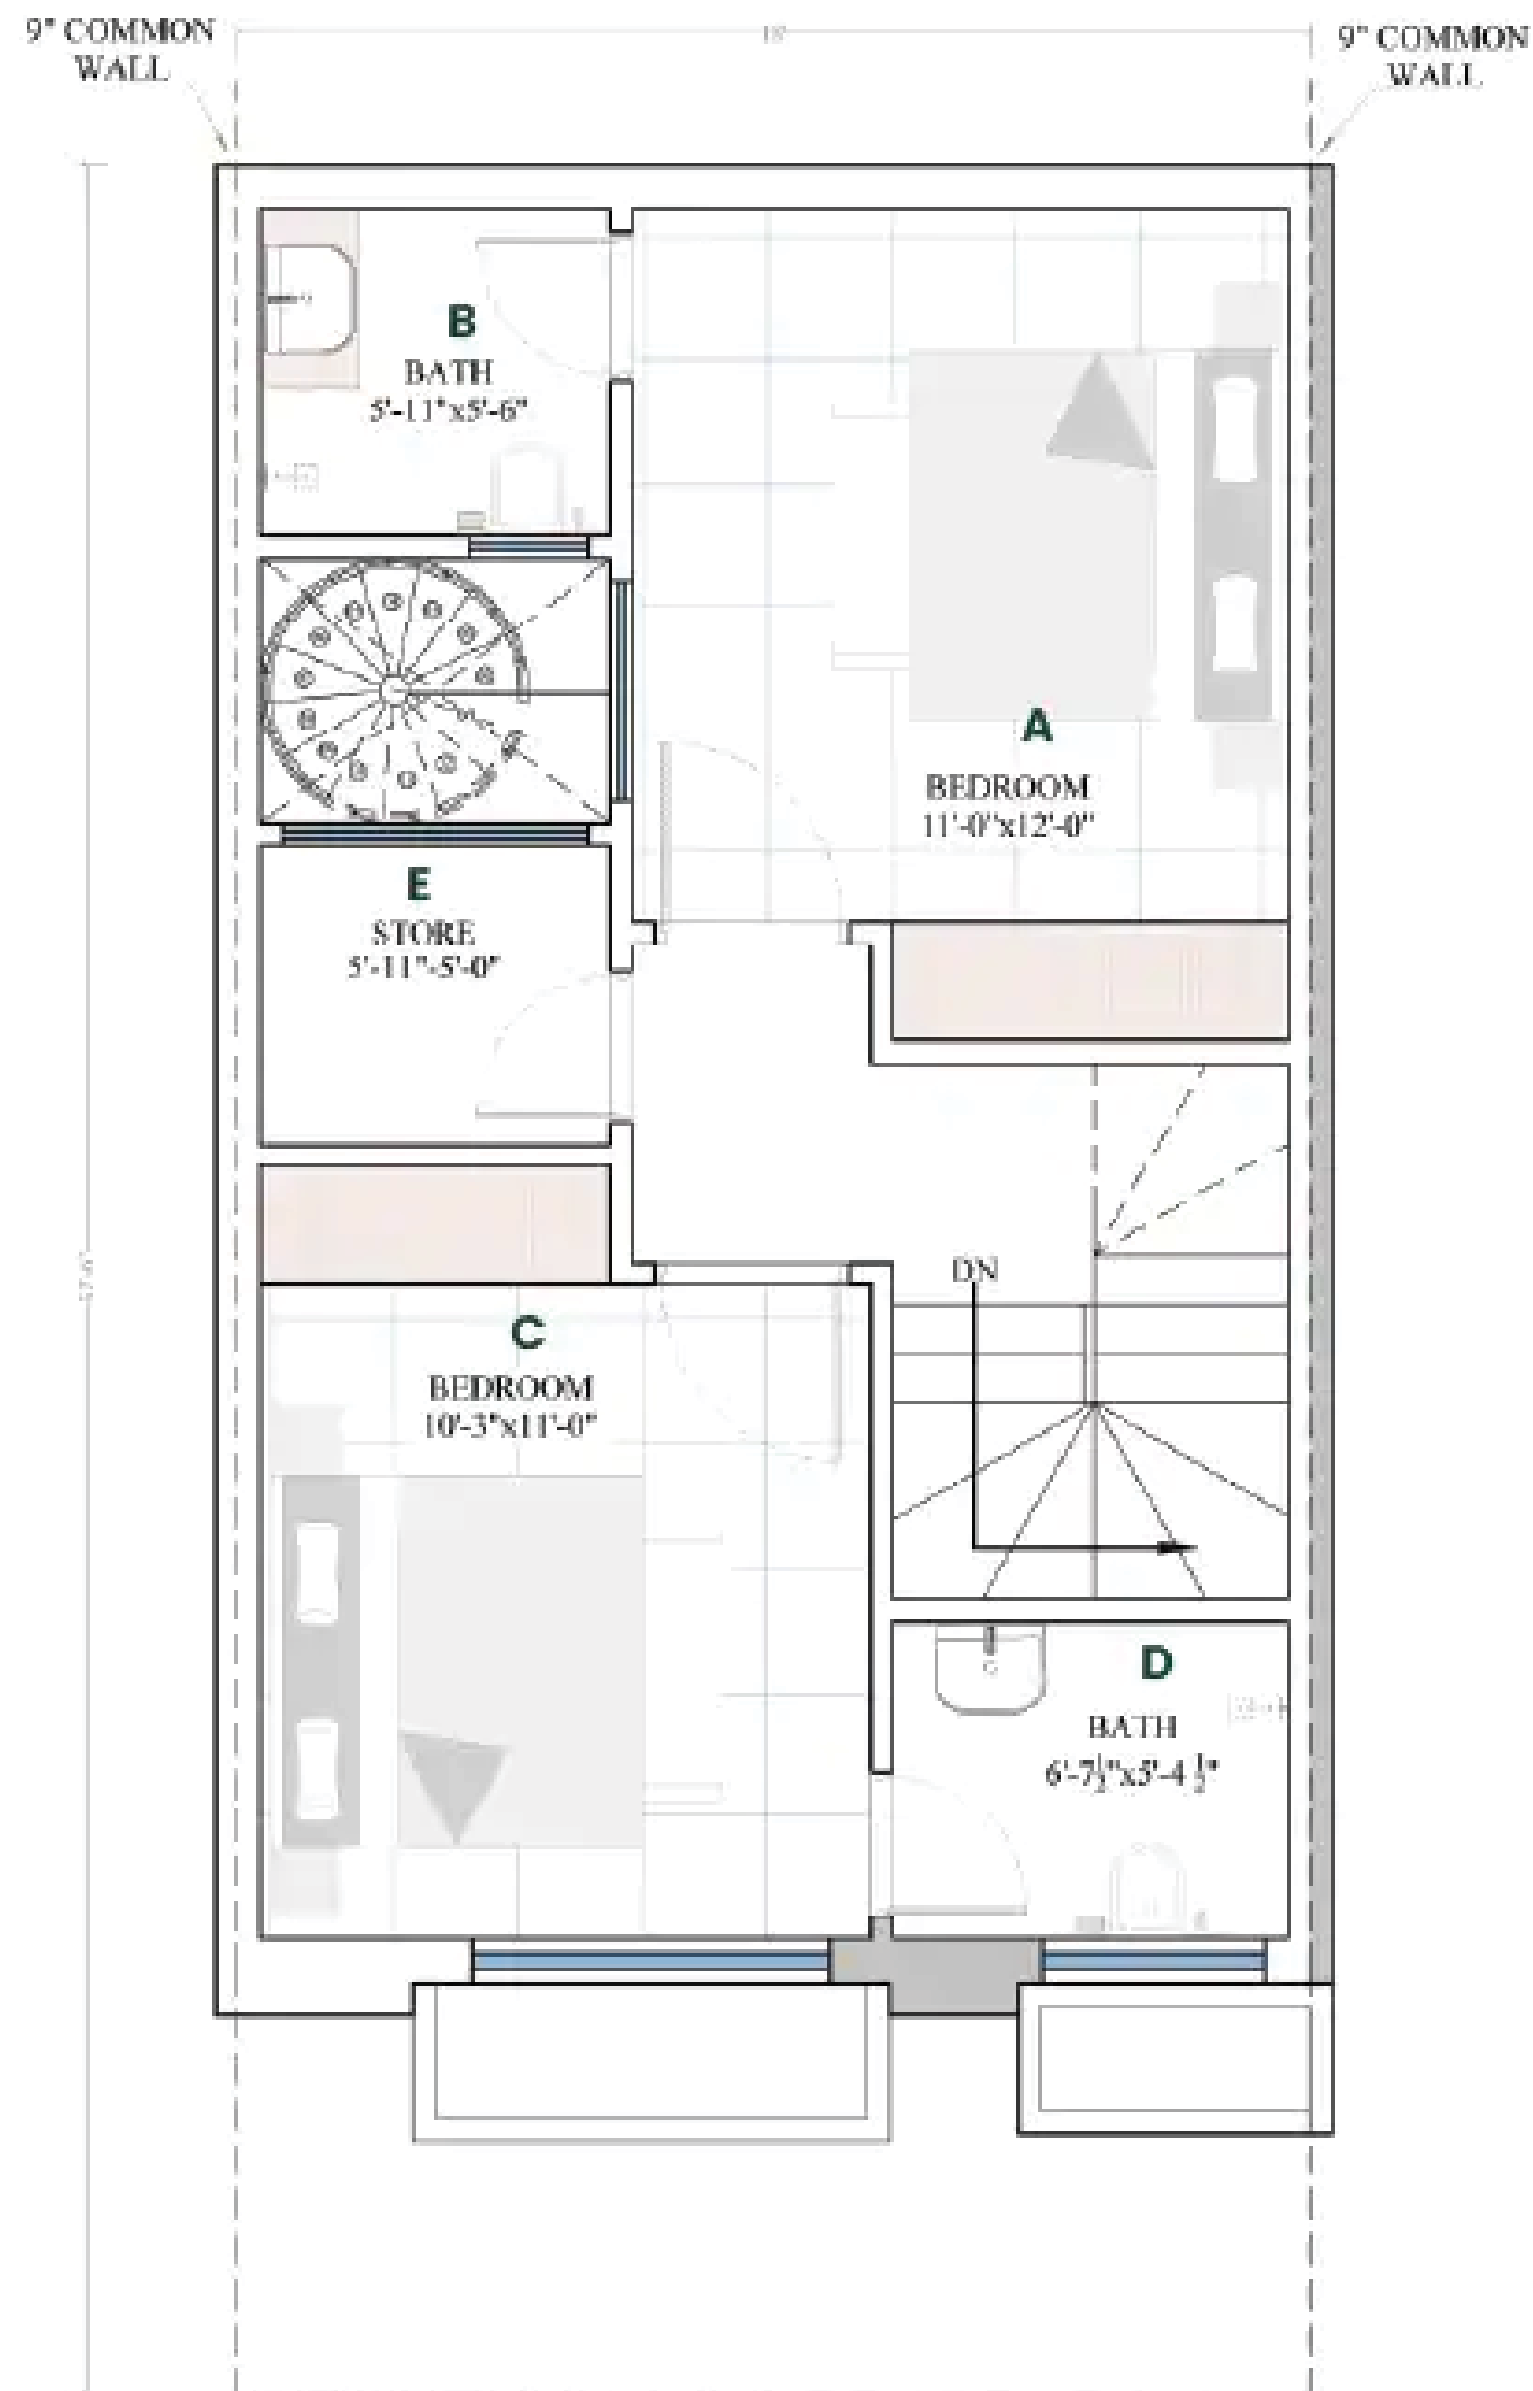 9" COMMON
WALL
18'
9" COMMON
WALL
B
BATH
5'-11"x5'-6"
A
BEDROOM
11'-0"x12'-0"
E
STORE
5'-11"-5'-0"
C
BEDROOM
10'-3"x11'-0"
DN
D
BATH
6'-7½"x5'-4½"